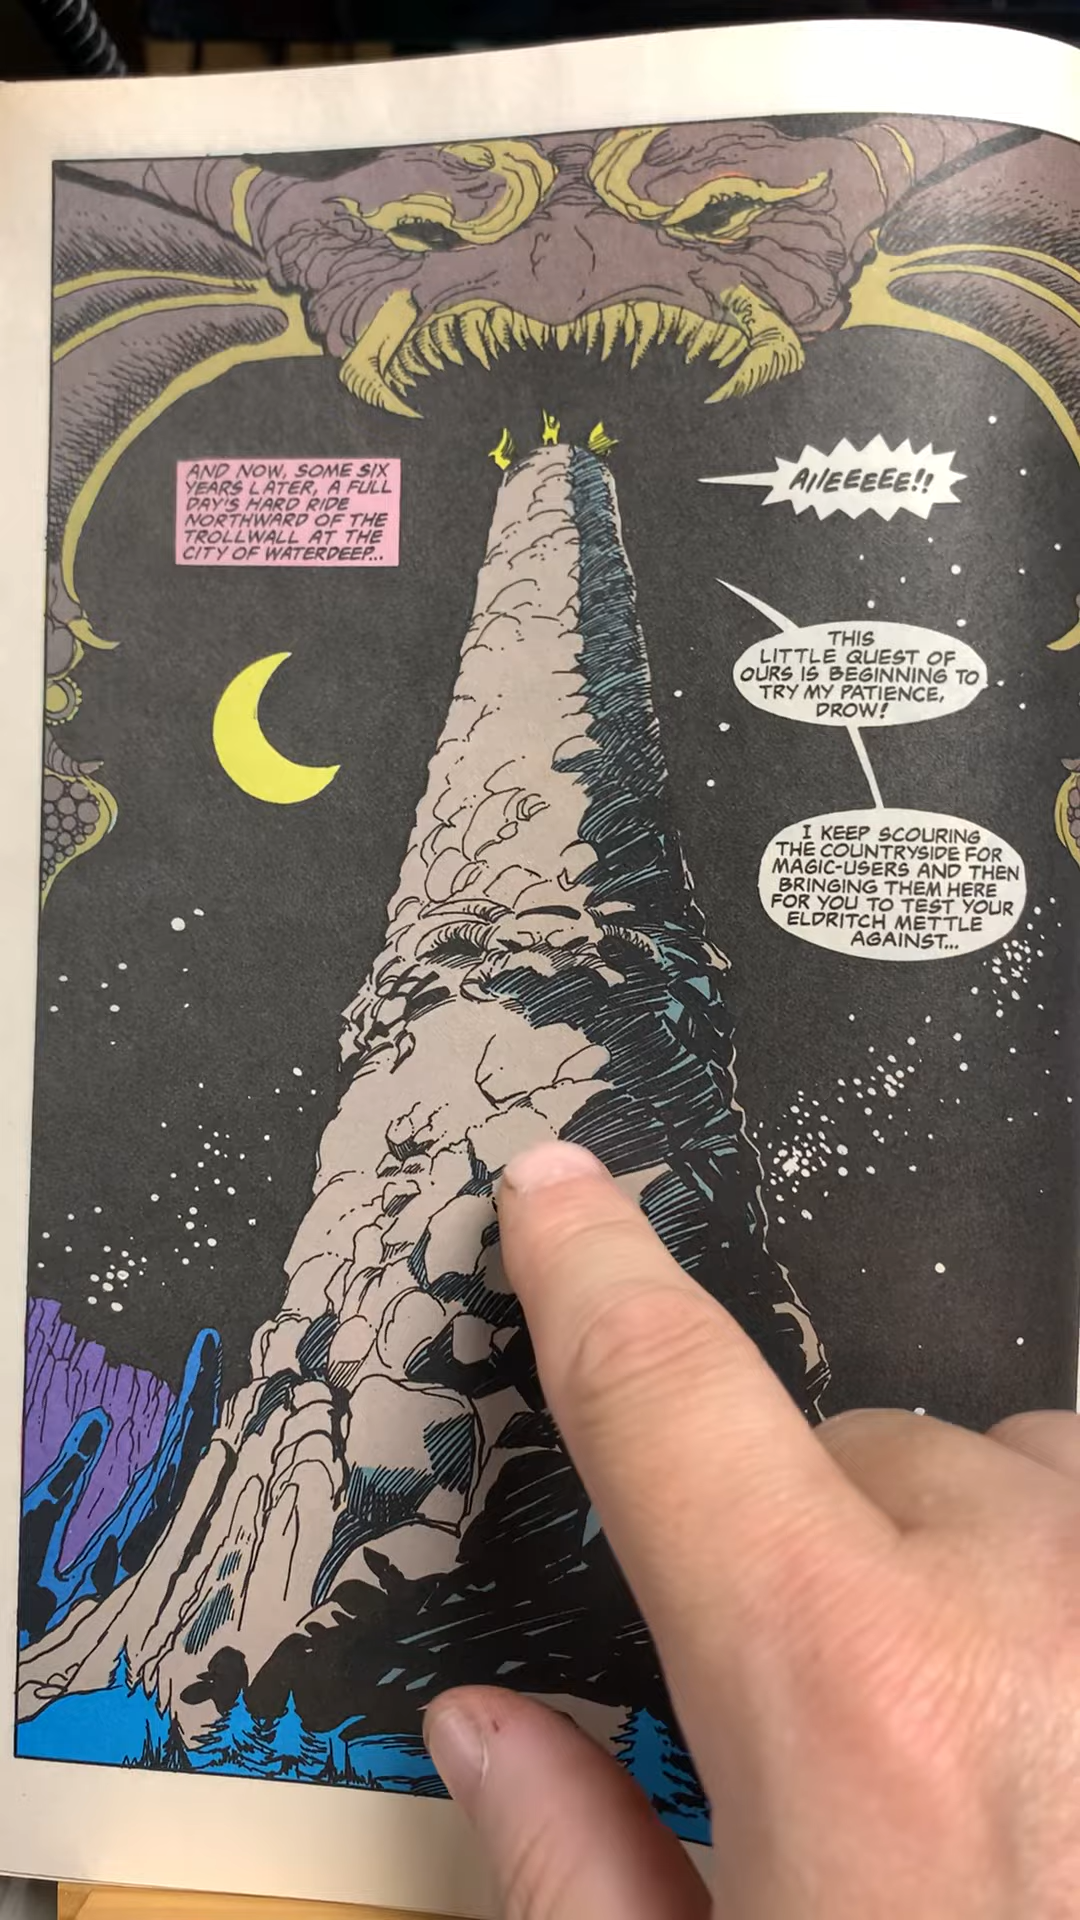 AND NOW, SOME SIX
YEARS LATER, A FULL
DAY'S HARD RIDE
NORTHWARD OF THE
TROLLWALL AT THE
CITY OF WATERDEEP...
AIIEEEEE!!
THIS
LITTLE QUEST OF
OURS IS BEGINNING TO
TRY MY PATIENCE,
DROW!
I KEEP SCOURING
THE COUNTRYSIDE FOR
MAGIC-USERS AND THEN
BRINGING THEM HERE
FOR YOU TO TEST YOUR
ELDRITCH METTLE
AGAINST...